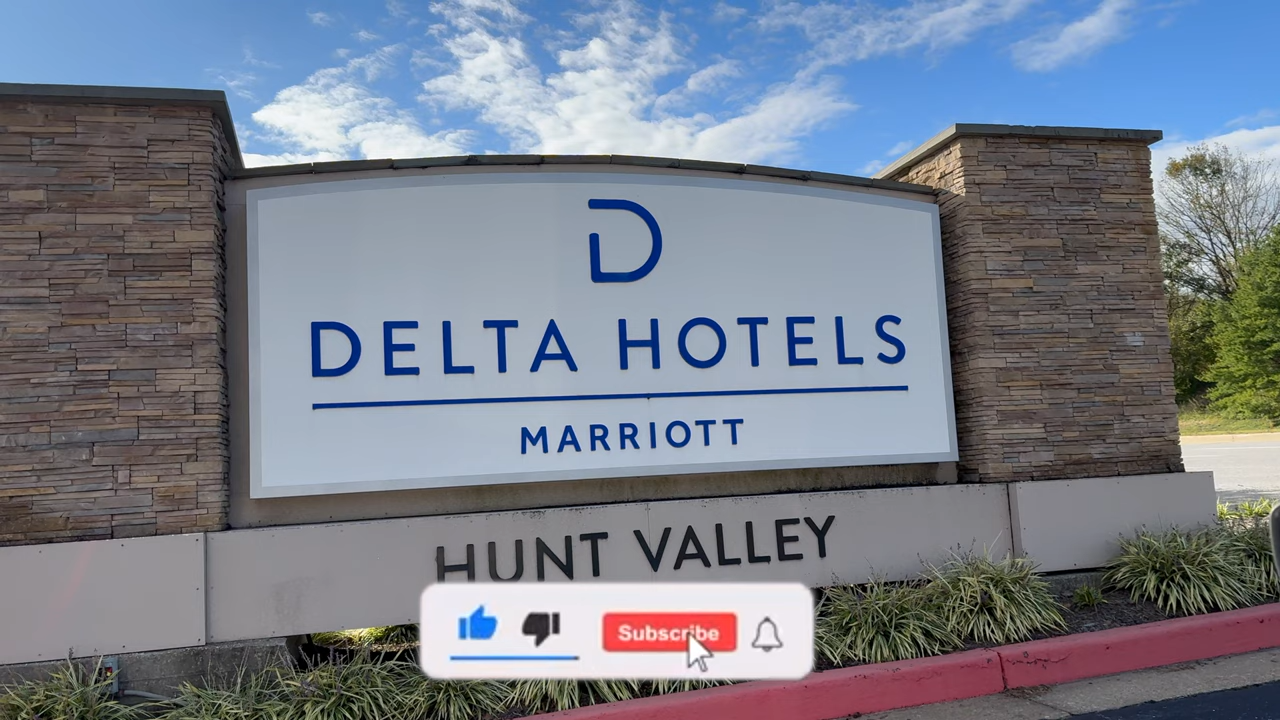 D
DELTA HOTELS
MARRIOTT
HUNT VALLEY
Subscribe